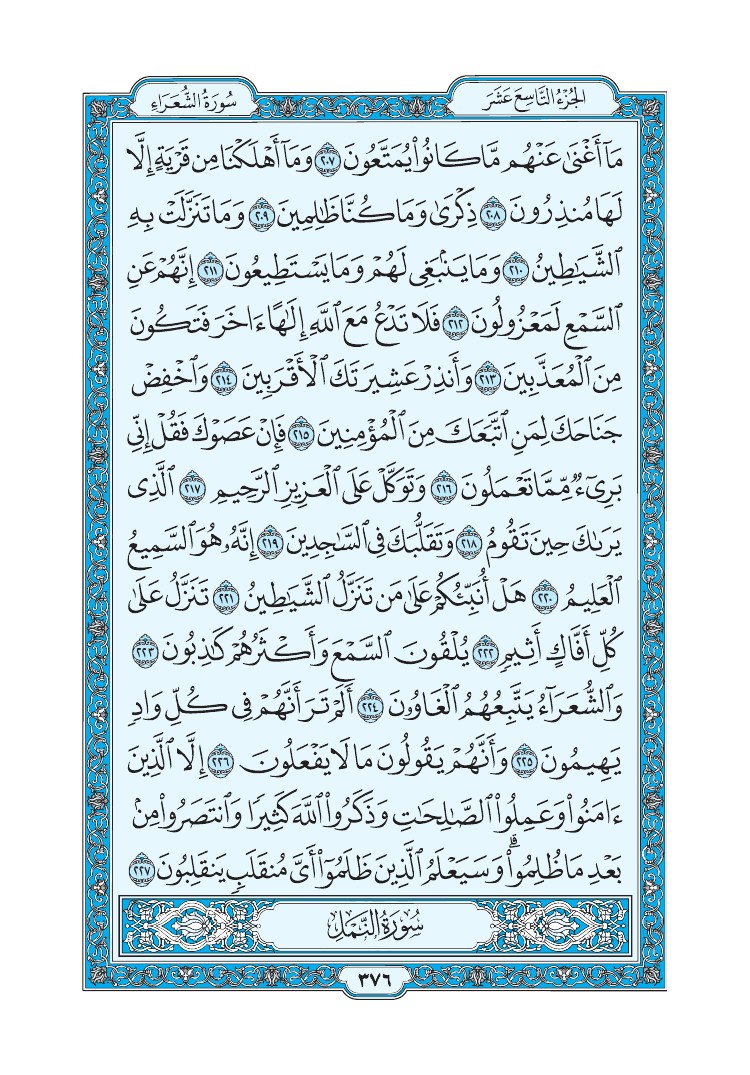 الجُزْءُ التَّاسِعَ عَشَرَ
سُورَةُ الشُّعَرَاءِ
مَآ أَغْنَىٰ عَنْهُم مَّا كَانُوا۟ يُمَتَّعُونَ ٢٠٧ وَمَآ أَهْلَكْنَا مِن قَرْيَةٍ إِلَّا
لَهَا مُنذِرُونَ ٢٠٨ ذِكْرَىٰ وَمَا كُنَّا ظَٰلِمِينَ ٢٠٩ وَمَا تَنَزَّلَتْ بِهِ
ٱلشَّيَٰطِينُ ٢١٠ وَمَا يَنۢبَغِى لَهُمْ وَمَا يَسْتَطِيعُونَ ٢١١ إِنَّهُمْ عَنِ
ٱلسَّمْعِ لَمَعْزُولُونَ ٢١٢ فَلَا تَدْعُ مَعَ ٱللَّهِ إِلَٰهًا ءَاخَرَ فَتَكُونَ
مِنَ ٱلْمُعَذَّبِينَ ٢١٣ وَأَنذِرْ عَشِيرَتَكَ ٱلْأَقْرَبِينَ ٢١٤ وَٱخْفِضْ
جَنَاحَكَ لِمَنِ ٱتَّبَعَكَ مِنَ ٱلْمُؤْمِنِينَ ٢١٥ فَإِنْ عَصَوْكَ فَقُلْ إِنِّى
بَرِىٓءٌ مِّمَّا تَعْمَلُونَ ٢١٦ وَتَوَكَّلْ عَلَى ٱلْعَزِيزِ ٱلرَّحِيمِ ٢١٧ ٱلَّذِى
يَرَىٰكَ حِينَ تَقُومُ ٢١٨ وَتَقَلُّبَكَ فِى ٱلسَّٰجِدِينَ ٢١٩ إِنَّهُۥ هُوَ ٱلسَّمِيعُ
ٱلْعَلِيمُ ٢٢٠ هَلْ أُنَبِّئُكُمْ عَلَىٰ مَن تَنَزَّلُ ٱلشَّيَٰطِينُ ٢٢١ تَنَزَّلُ عَلَىٰ
كُلِّ أَفَّاكٍ أَثِيمٍ ٢٢٢ يُلْقُونَ ٱلسَّمْعَ وَأَكْثَرُهُمْ كَٰذِبُونَ ٢٢٣
وَٱلشُّعَرَآءُ يَتَّبِعُهُمُ ٱلْغَاوُۥنَ ٢٢٤ أَلَمْ تَرَ أَنَّهُمْ فِى كُلِّ وَادٍ
يَهِيمُونَ ٢٢٥ وَأَنَّهُمْ يَقُولُونَ مَا لَا يَفْعَلُونَ ٢٢٦ إِلَّا ٱلَّذِينَ
ءَامَنُوا۟ وَعَمِلُوا۟ ٱلصَّٰلِحَٰتِ وَذَكَرُوا۟ ٱللَّهَ كَثِيرًا وَٱنتَصَرُوا۟ مِنۢ
بَعْدِ مَا ظُلِمُوا۟ ۗ وَسَيَعْلَمُ ٱلَّذِينَ ظَلَمُوٓا۟ أَىَّ مُنقَلَبٍ يَنقَلِبُونَ ٢٢٧
سُورَةُ النَّمْلِ
٣٧٦